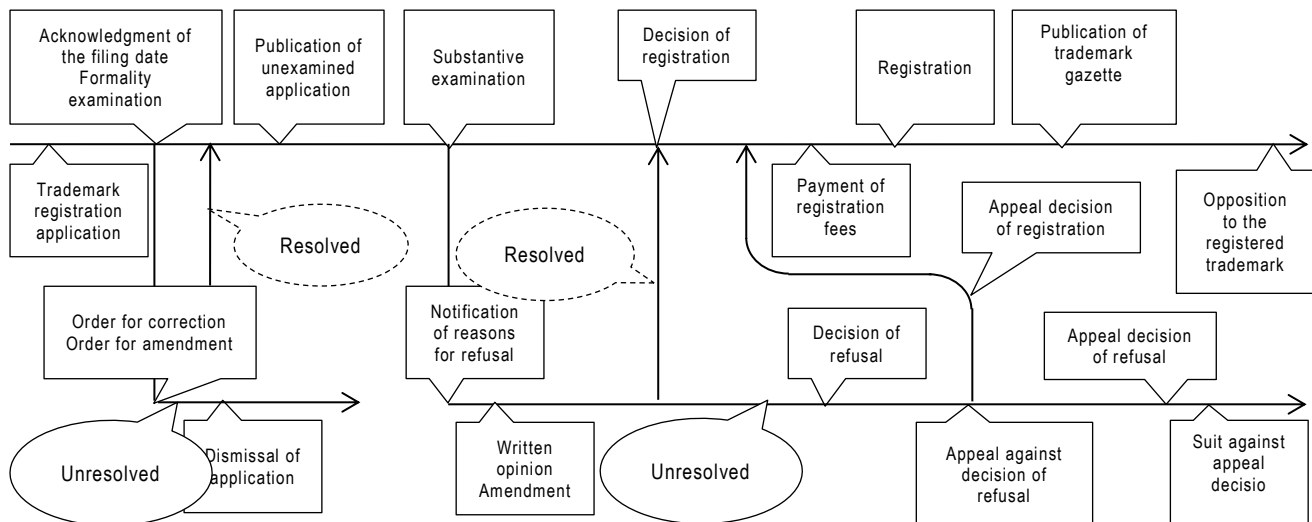 Acknowledgment of
the filing date
Formality
examination
Publication of
unexamined
application
Substantive
examination
Decision of
registration
Registration
Publication of
trademark
gazette
Trademark
registration
application
Resolved
Resolved
Payment of
registration
fees
Appeal decision
of registration
Opposition
to the
registered
trademark
Order for correction
Order for amendment
Notification
of reasons
for refusal
Decision of
refusal
Appeal decision
of refusal
Unresolved
Dismissal of
application
Written
opinion
Amendment
Unresolved
Appeal against
decision of
refusal
Suit against
appeal
decisio